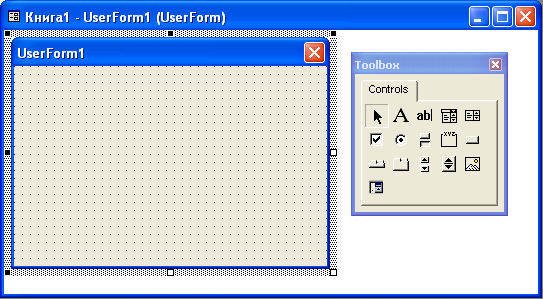 Книга1 - UserForm1 (UserForm)
UserForm1
Toolbox
Controls
A
ab|
XYZ